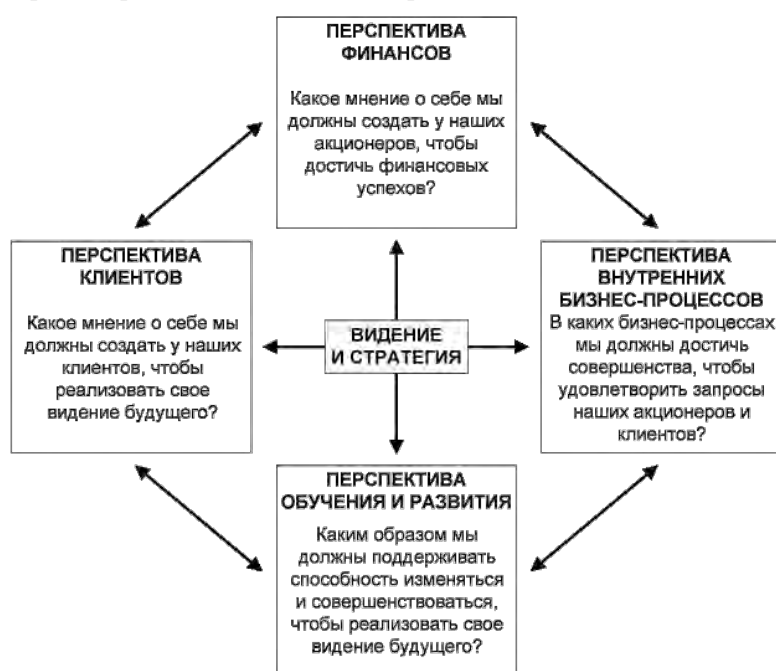 ПЕРСПЕКТИВА
ФИНАНСОВ
Какое мнение о себе мы
должны создать у наших
акционеров, чтобы
достичь финансовых
успехов?
ПЕРСПЕКТИВА
КЛИЕНТОВ
Какое мнение о себе мы
должны создать у наших
клиентов, чтобы
реализовать свое
видение будущего?
ВИДЕНИЕ
И СТРАТЕГИЯ
ПЕРСПЕКТИВА
ВНУТРЕННИХ
БИЗНЕС-ПРОЦЕССОВ
В каких бизнес-процессах
мы должны достичь
совершенства, чтобы
удовлетворить запросы
наших акционеров и
клиентов?
ПЕРСПЕКТИВА
ОБУЧЕНИЯ И РАЗВИТИЯ
Каким образом мы
должны поддерживать
способность изменяться
и совершенствоваться,
чтобы реализовать свое
видение будущего?